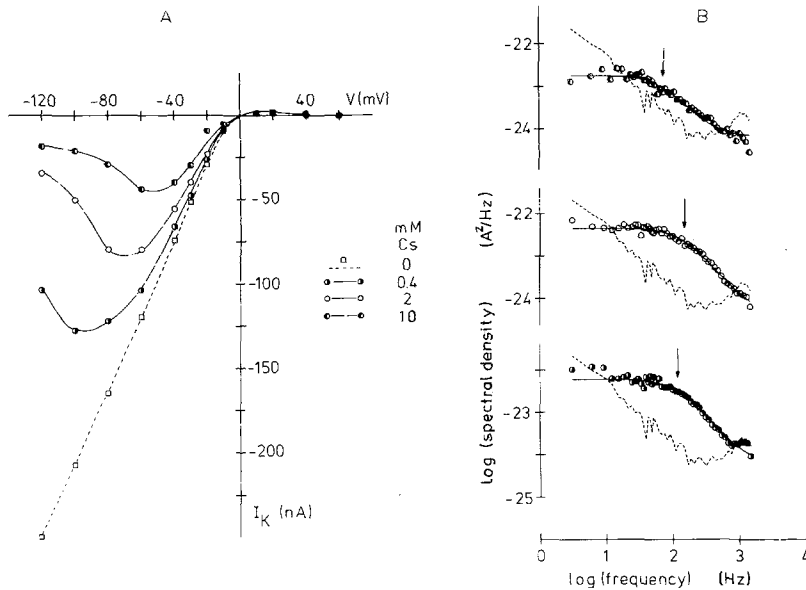 A
B
-120 -80 -40 40 V(mV)
-50
-100
-150
-200
I_K (nA)
mM
Cs
0
0.4
2
10
-22
-24
-22
-24
-23
-25
log (spectral density) (A²/Hz)
0 1 2 3 4
log (frequency) (Hz)